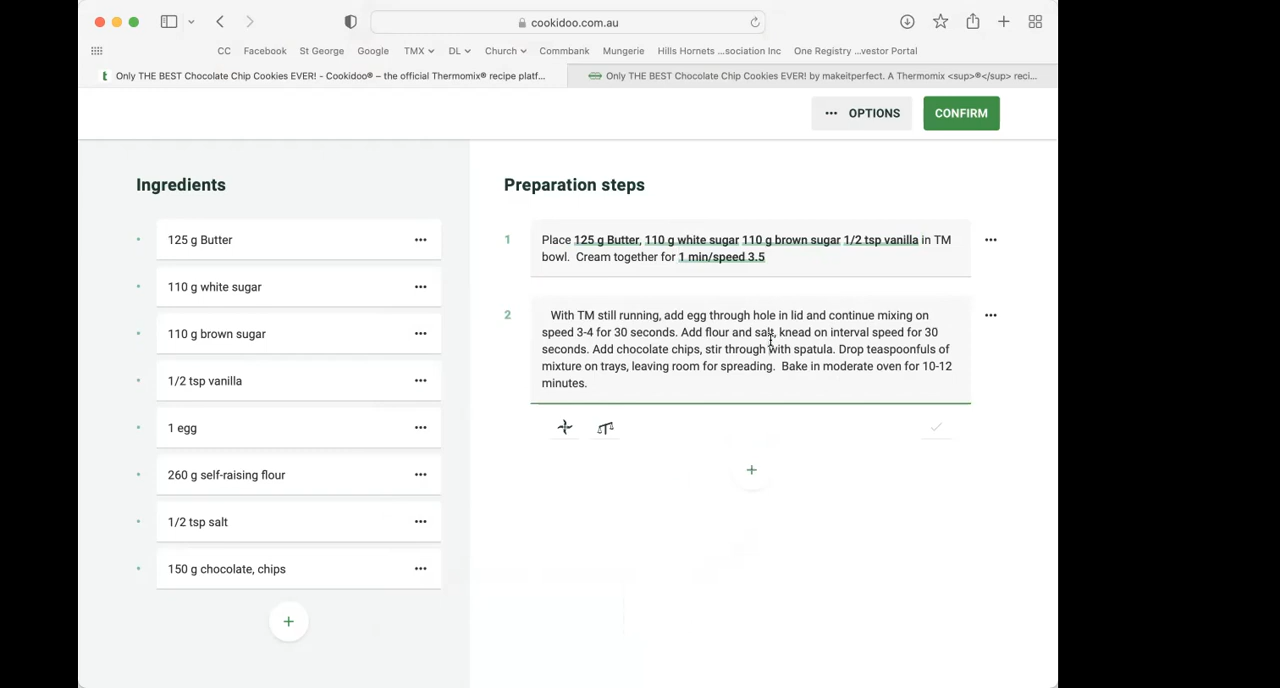 cookidoo.com.au
CC Facebook St George Google TMX DL Church Commbank Mungerie Hills Hornets ...sociation Inc One Registry ...vestor Portal
Only THE BEST Chocolate Chip Cookies EVER! - Cookidoo® – the official Thermomix® recipe platf...
Only THE BEST Chocolate Chip Cookies EVER! by makeitperfect. A Thermomix <sup>®</sup> reci...
••• OPTIONS
CONFIRM
Ingredients
125 g Butter
110 g white sugar
110 g brown sugar
1/2 tsp vanilla
1 egg
260 g self-raising flour
1/2 tsp salt
150 g chocolate, chips
Preparation steps
1
Place 125 g Butter, 110 g white sugar 110 g brown sugar 1/2 tsp vanilla in TM
bowl.  Cream together for 1 min/speed 3.5
2
With TM still running, add egg through hole in lid and continue mixing on
speed 3-4 for 30 seconds. Add flour and salt, knead on interval speed for 30
seconds. Add chocolate chips, stir through with spatula. Drop teaspoonfuls of
mixture on trays, leaving room for spreading.  Bake in moderate oven for 10-12
minutes.